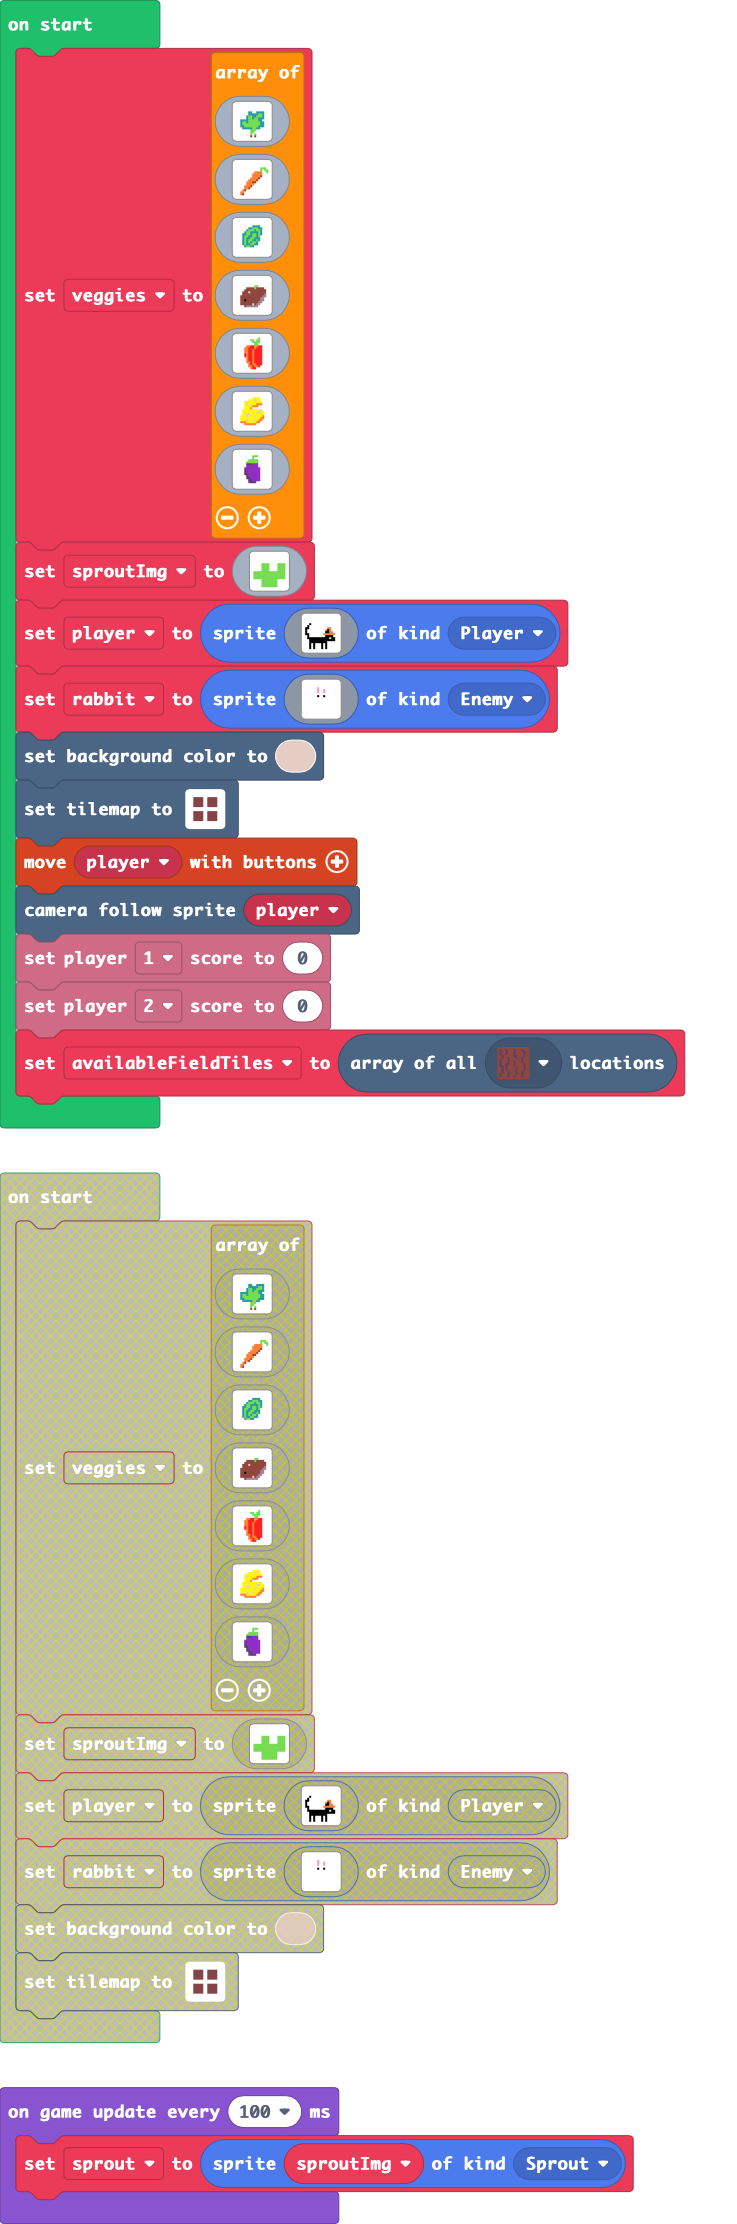 on start
array of
set veggies to
set sproutImg to
set player to sprite of kind Player
set rabbit to sprite of kind Enemy
set background color to
set tilemap to
move player with buttons
camera follow sprite player
set player 1 score to 0
set player 2 score to 0
set availableFieldTiles to array of all locations
on start
array of
set veggies to
set sproutImg to
set player to sprite of kind Player
set rabbit to sprite of kind Enemy
set background color to
set tilemap to
on game update every 100 ms
set sprout to sprite sproutImg of kind Sprout